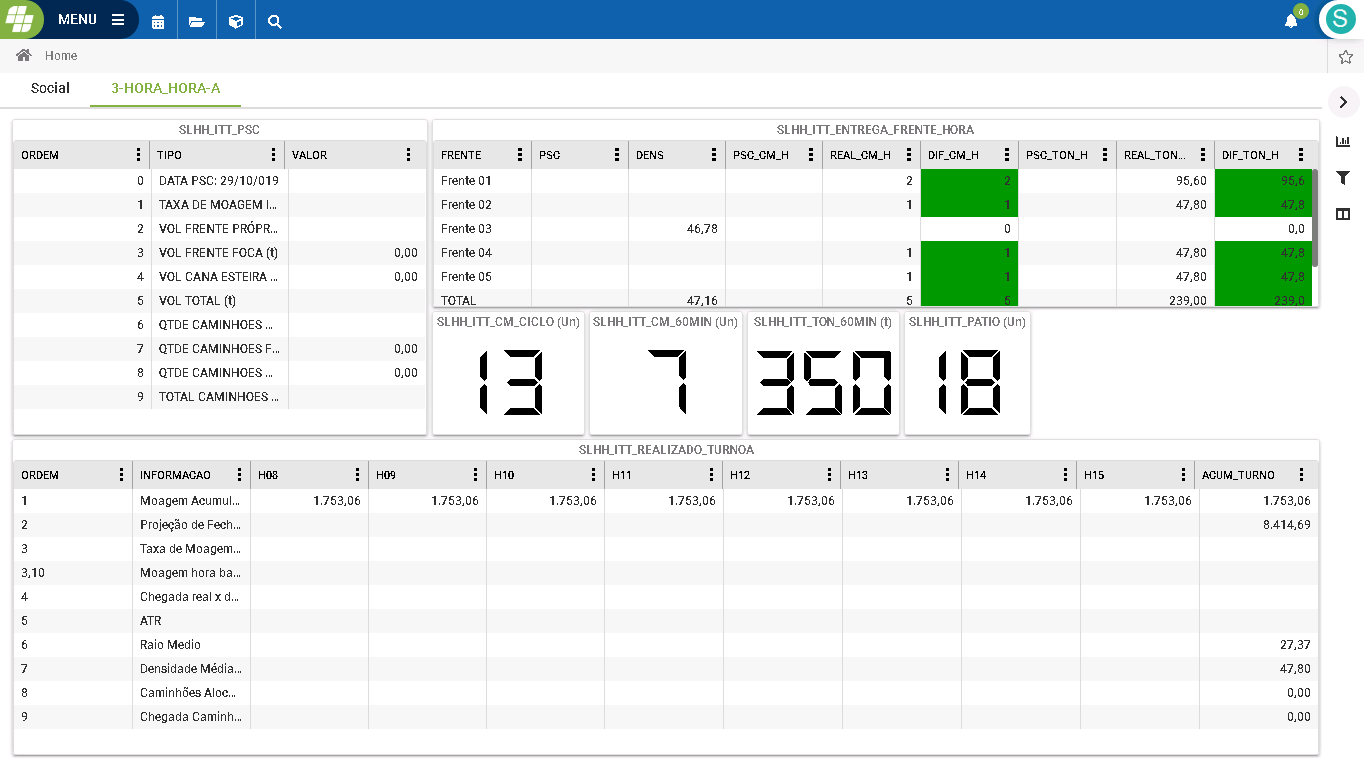 MENU
0
S
Home
Social 3-HORA_HORA-A
SLHH_ITT_PSC
ORDEM TIPO VALOR
0 DATA PSC: 29/10/019
1 TAXA DE MOAGEM I...
2 VOL FRENTE PRÓPR...
3 VOL FRENTE FOCA (t) 0,00
4 VOL CANA ESTEIRA ... 0,00
5 VOL TOTAL (t)
6 QTDE CAMINHOES ...
7 QTDE CAMINHOES F... 0,00
8 QTDE CAMINHOES ... 0,00
9 TOTAL CAMINHOES ...
SLHH_ITT_ENTREGA_FRENTE_HORA
FRENTE PSC DENS PSC_CM_H REAL_CM_H DIF_CM_H PSC_TON_H REAL_TON... DIF_TON_H
Frente 01 2 2 95,60 95,6
Frente 02 1 1 47,80 47,8
Frente 03 46,78 0 0,0
Frente 04 1 1 47,80 47,8
Frente 05 1 1 47,80 47,8
TOTAL 47,16 5 5 239,00 239,0
SLHH_ITT_CM_CICLO (Un) SLHH_ITT_CM_60MIN (Un) SLHH_ITT_TON_60MIN (t) SLHH_ITT_PATIO (Un)
13 7 350 18
SLHH_ITT_REALIZADO_TURNOA
ORDEM INFORMACAO H08 H09 H10 H11 H12 H13 H14 H15 ACUM_TURNO
1 Moagem Acumul... 1.753,06 1.753,06 1.753,06 1.753,06 1.753,06 1.753,06 1.753,06 1.753,06 1.753,06
2 Projeção de Fech... 8.414,69
3 Taxa de Moagem...
3,10 Moagem hora ba...
4 Chegada real x d...
5 ATR
6 Raio Medio 27,37
7 Densidade Média... 47,80
8 Caminhões Aloc... 0,00
9 Chegada Caminh... 0,00